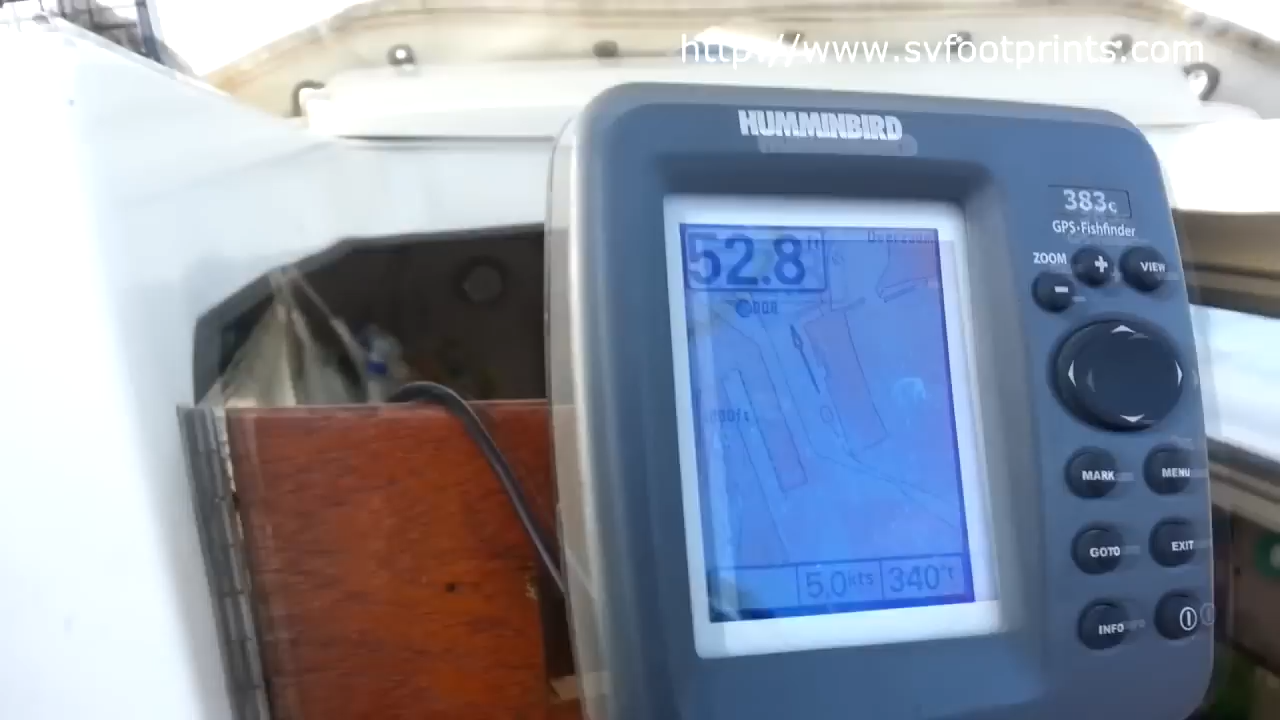 http://www.svfootprints.com
HUMMINBIRD
383c
GPS·Fishfinder
ZOOM
+
VIEW
-
52.8
MARK
MENU
GOTO
EXIT
5.0kts
340°r
INFO